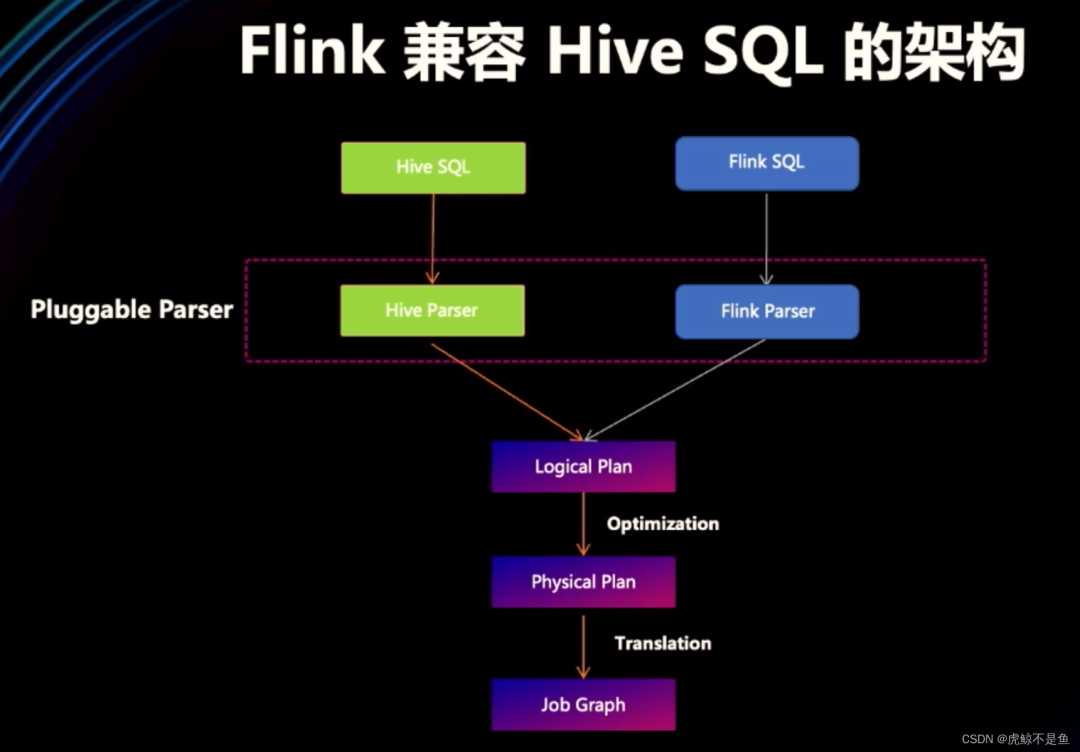 Flink 兼容 Hive SQL 的架构
Hive SQL
Flink SQL
Pluggable Parser
Hive Parser
Flink Parser
Logical Plan
Optimization
Physical Plan
Translation
Job Graph
CSDN @虎鲸不是鱼